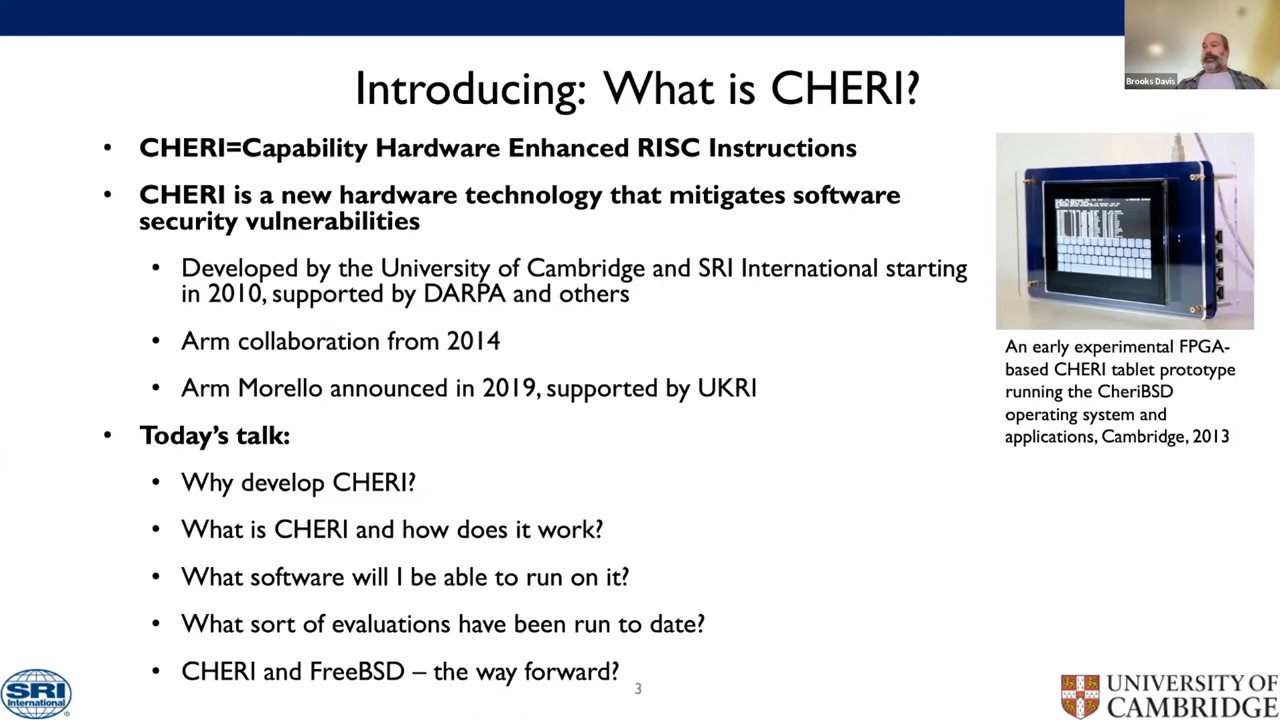 Brooks Davis
Introducing: What is CHERI?
• CHERI=Capability Hardware Enhanced RISC Instructions
• CHERI is a new hardware technology that mitigates software
security vulnerabilities
• Developed by the University of Cambridge and SRI International starting
in 2010, supported by DARPA and others
• Arm collaboration from 2014
• Arm Morello announced in 2019, supported by UKRI
• Today's talk:
• Why develop CHERI?
• What is CHERI and how does it work?
• What software will I be able to run on it?
• What sort of evaluations have been run to date?
• CHERI and FreeBSD – the way forward?
An early experimental FPGA-
based CHERI tablet prototype
running the CheriBSD
operating system and
applications, Cambridge, 2013
SRI
International
3
UNIVERSITY OF
CAMBRIDGE